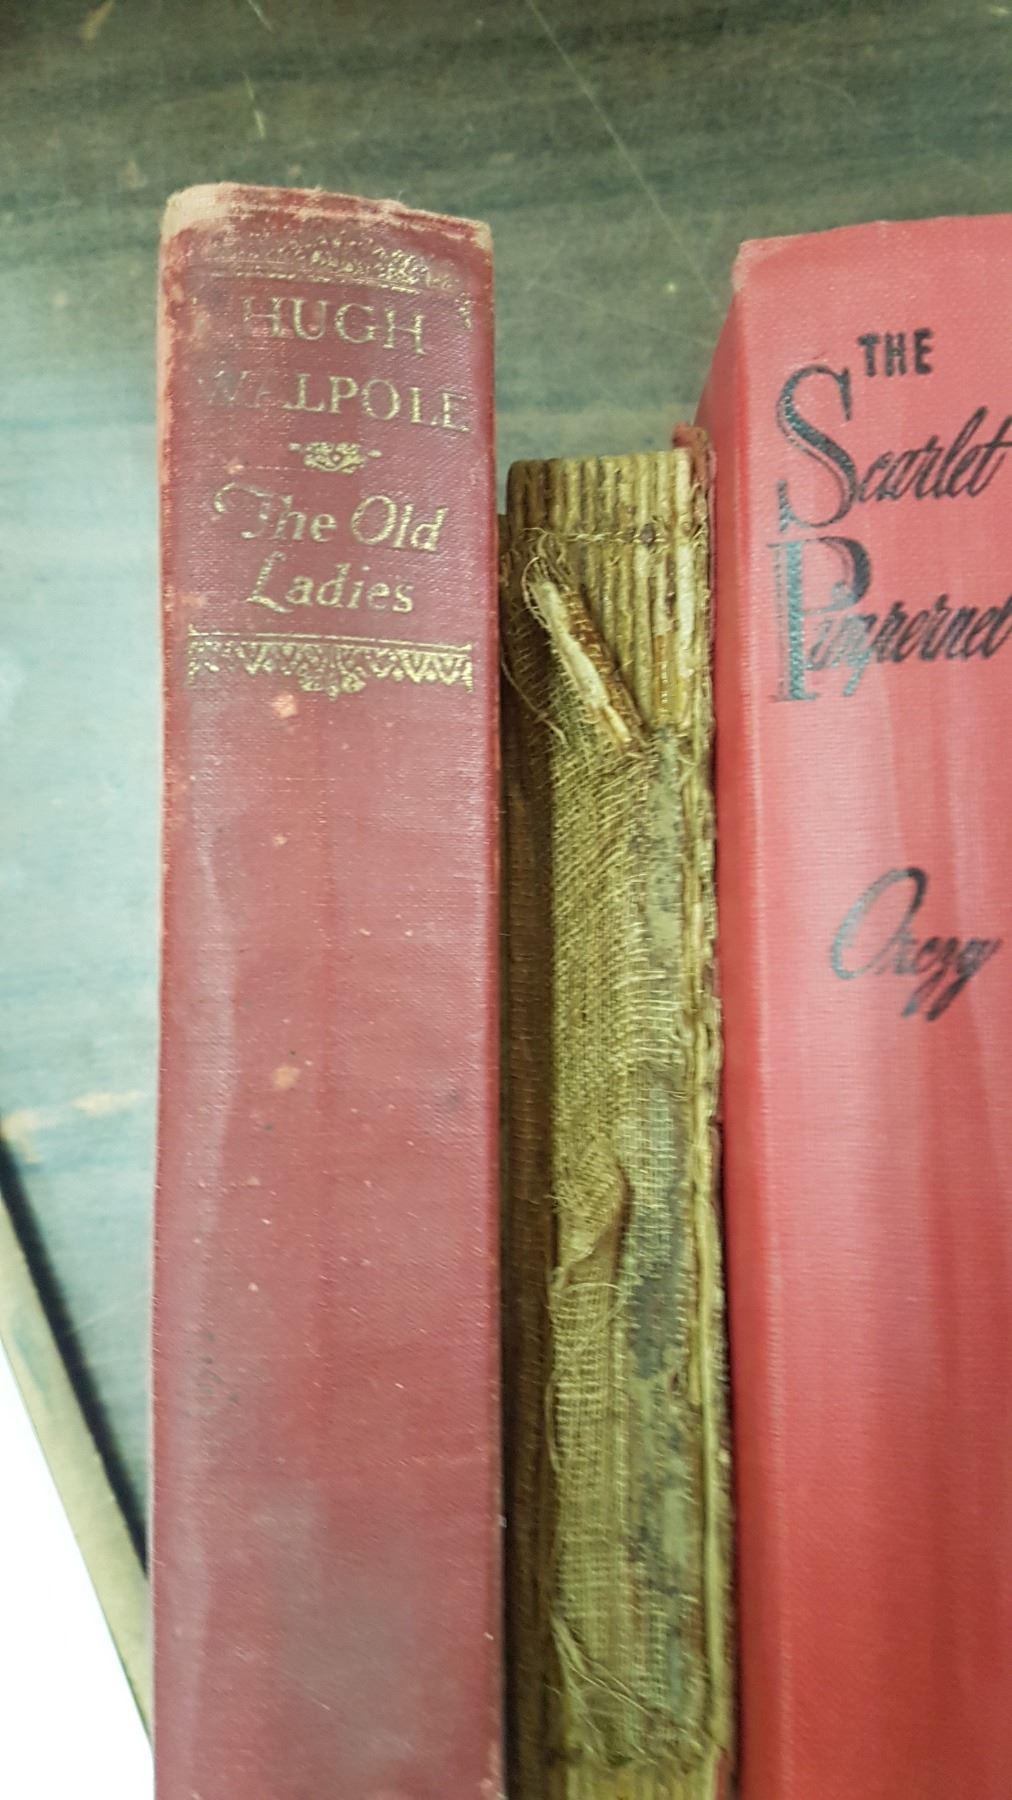 HUGH
WALPOLE
The Old
Ladies
THE
Scarlet
Pimpernel
Orczy